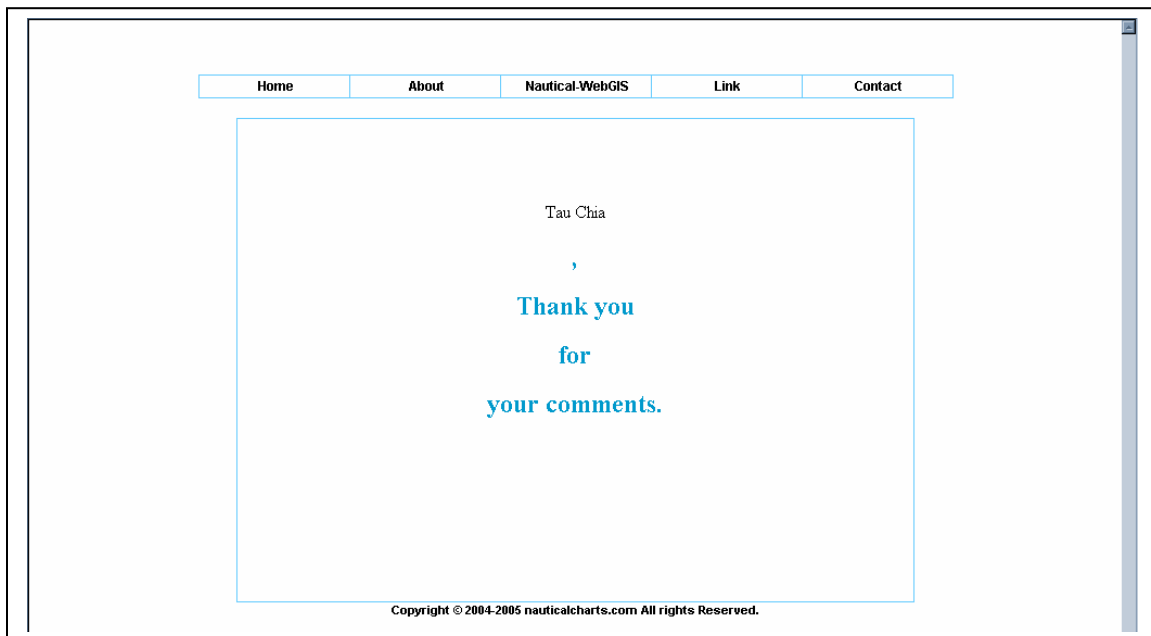 Home About Nautical-WebGIS Link Contact
Tau Chia
,
Thank you
for
your comments.
Copyright © 2004-2005 nauticalcharts.com All rights Reserved.